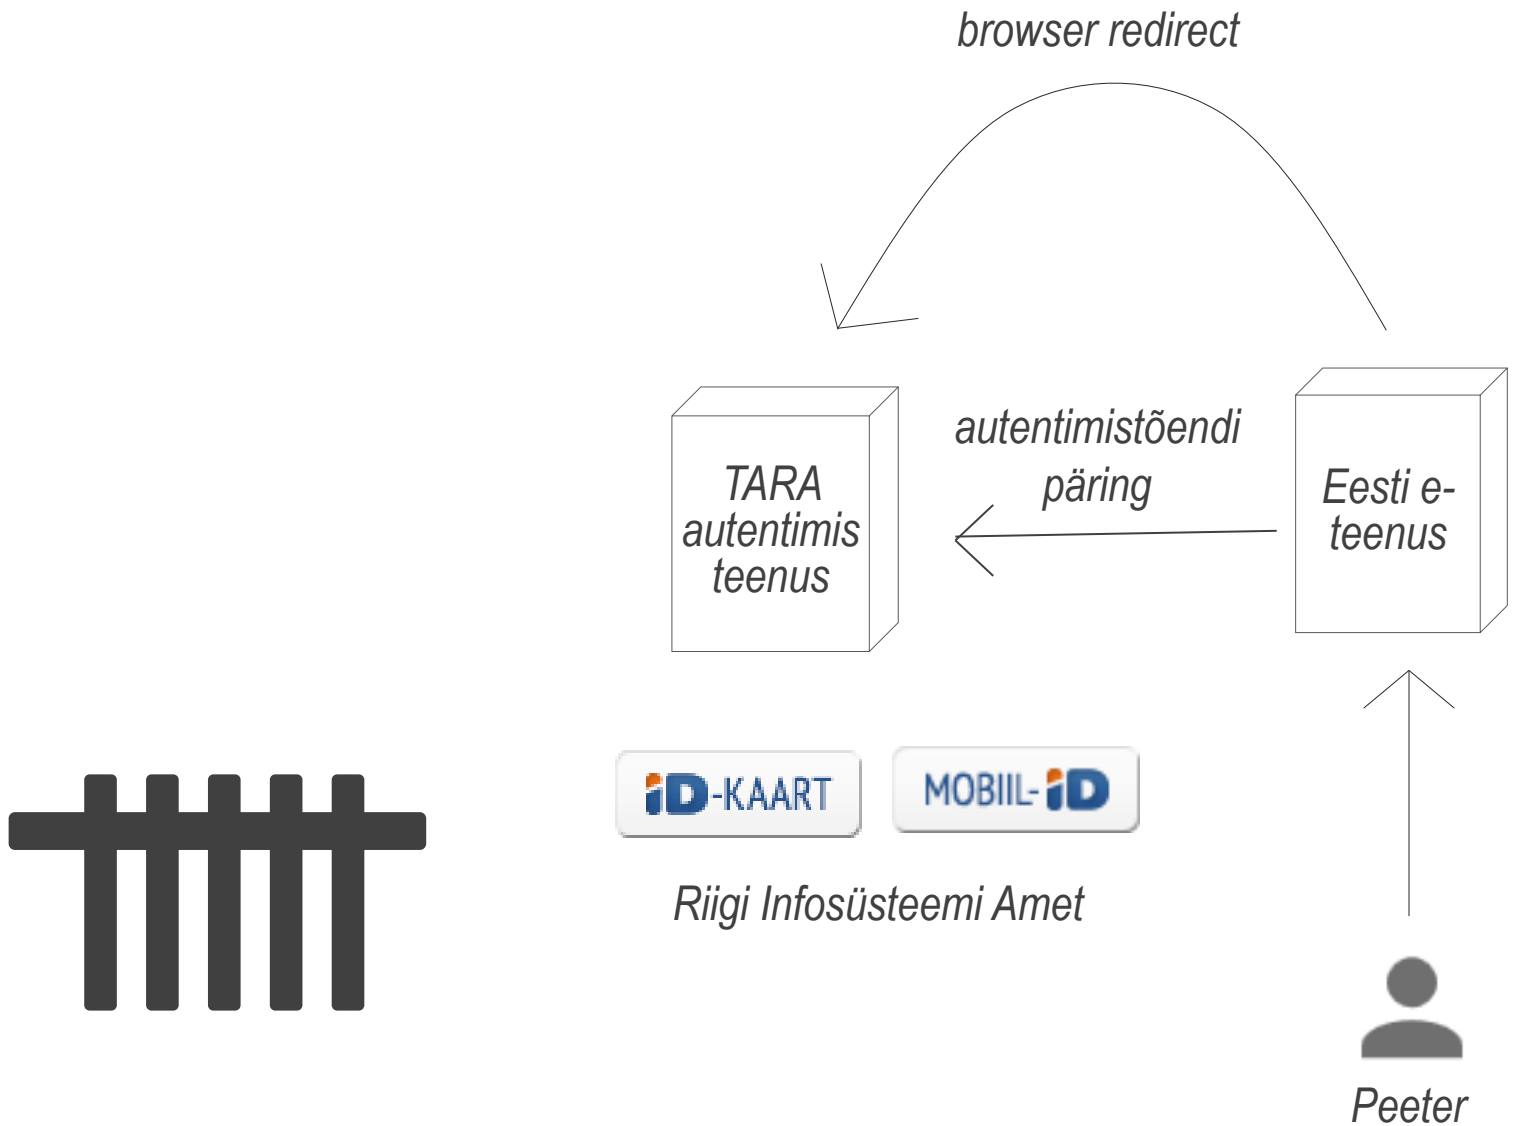 browser redirect
autentimistõendi
päring
TARA
autentimis
teenus
Eesti e-
teenus
iD-KAART
MOBIIL-iD
Riigi Infosüsteemi Amet
Peeter